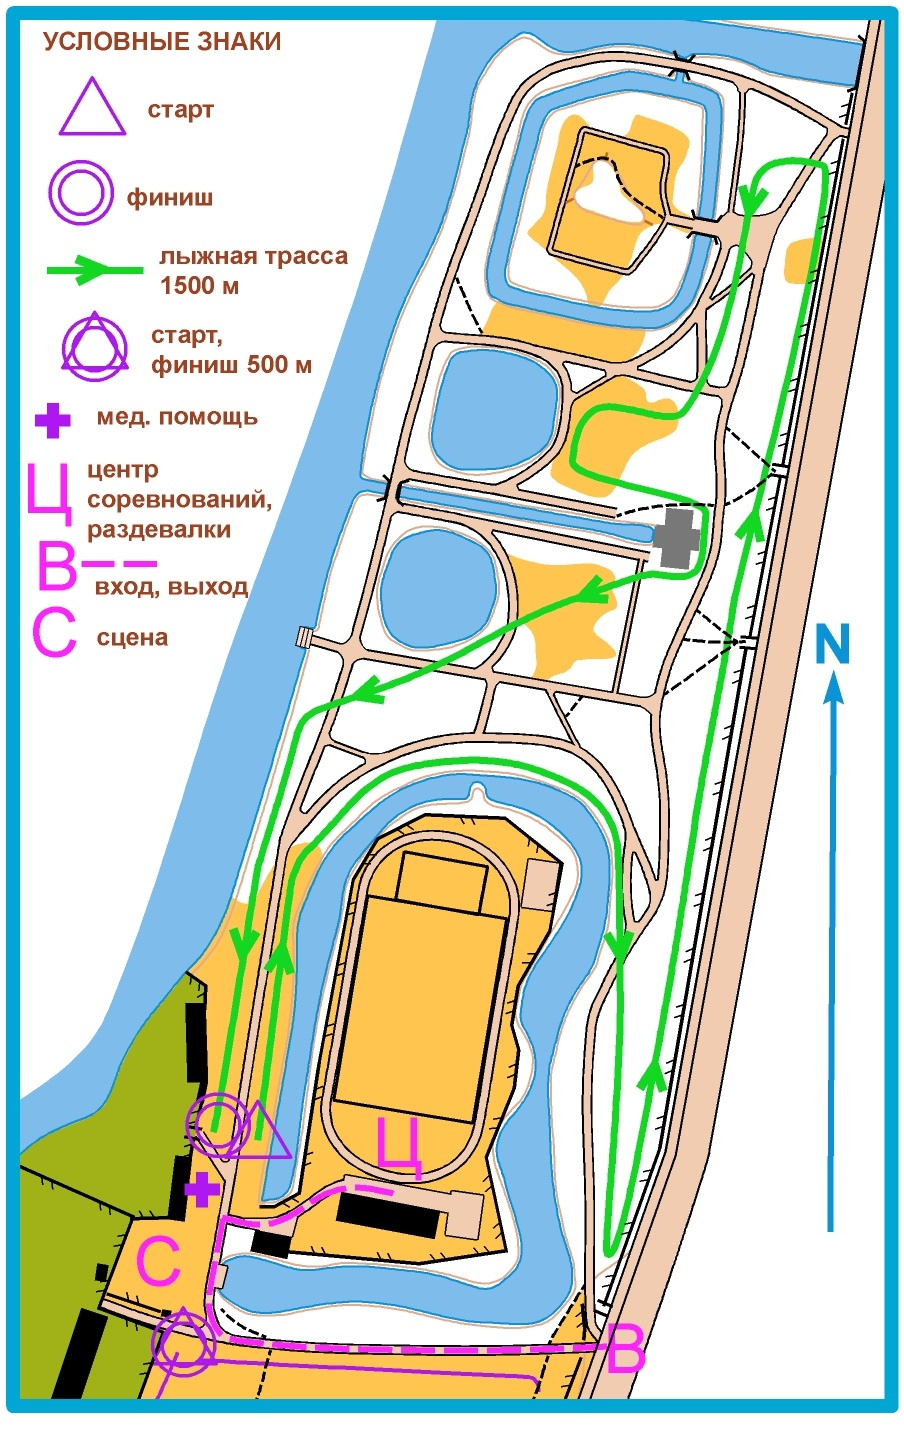 УСЛОВНЫЕ ЗНАКИ
старт
финиш
лыжная трасса
1500 м
старт,
финиш 500 м
мед. помощь
Ц
центр
соревнований,
раздевалки
В
вход, выход
С
сцена
N
Ц
С
В